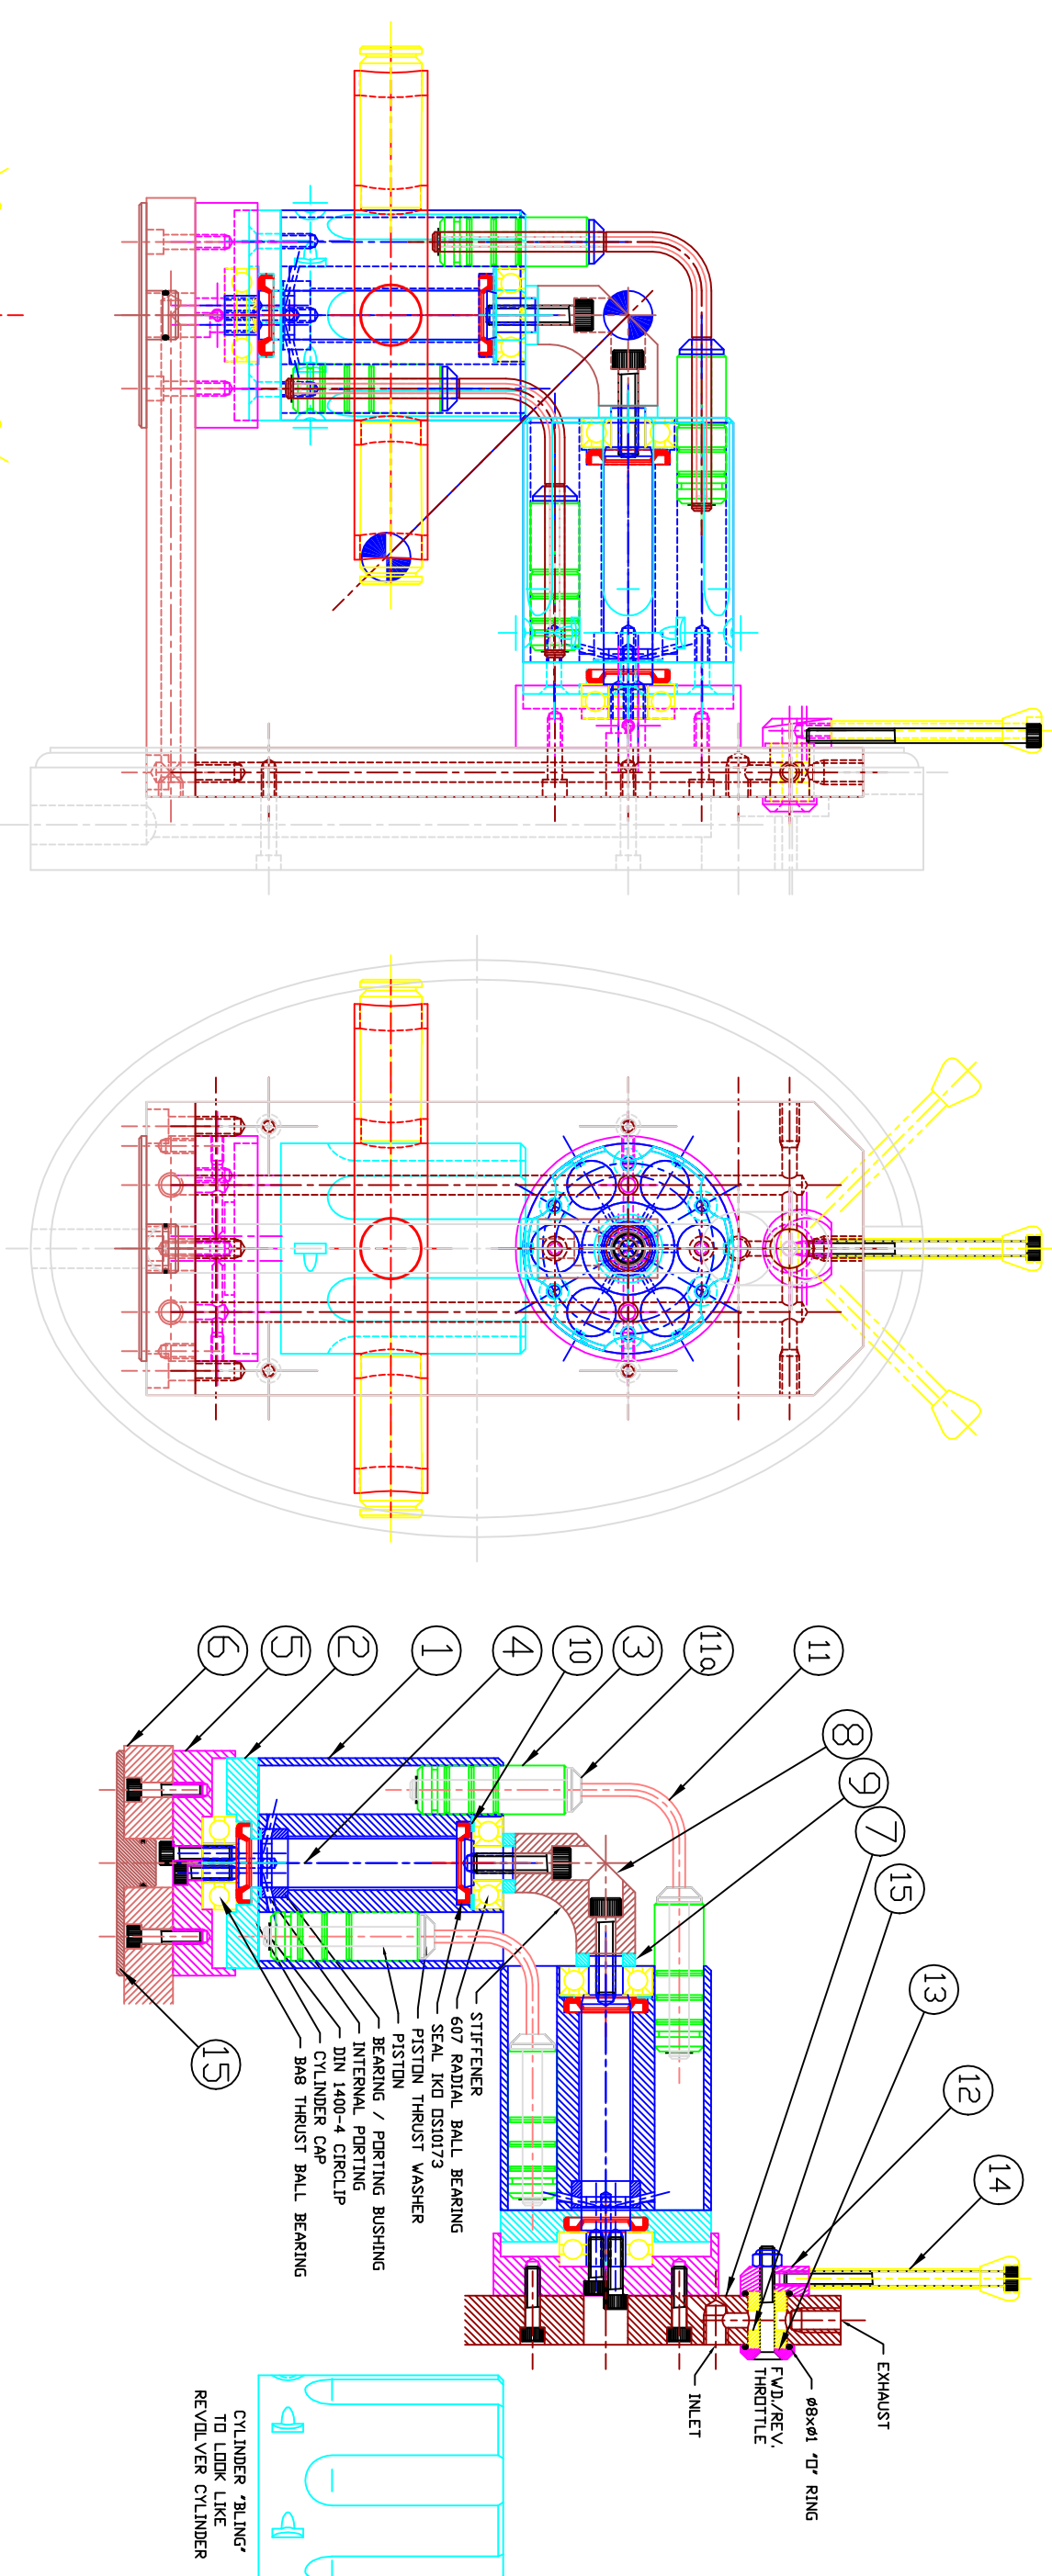 6
5
2
1
4
10
3
11a
11
8
9
7
15
13
12
14
15
STIFFENER
607 RADIAL BALL BEARING
SEAL IKO OS10173
PISTON THRUST WASHER
PISTON
BEARING / PORTING BUSHING
INTERNAL PORTING
DIN 1400-4 CIRCLIP
CYLINDER CAP
BA8 THRUST BALL BEARING
EXHAUST
ø8xø1 "O" RING
FWD./REV.
THROTTLE
INLET
CYLINDER "BLING"
TO LOOK LIKE
REVOLVER CYLINDER